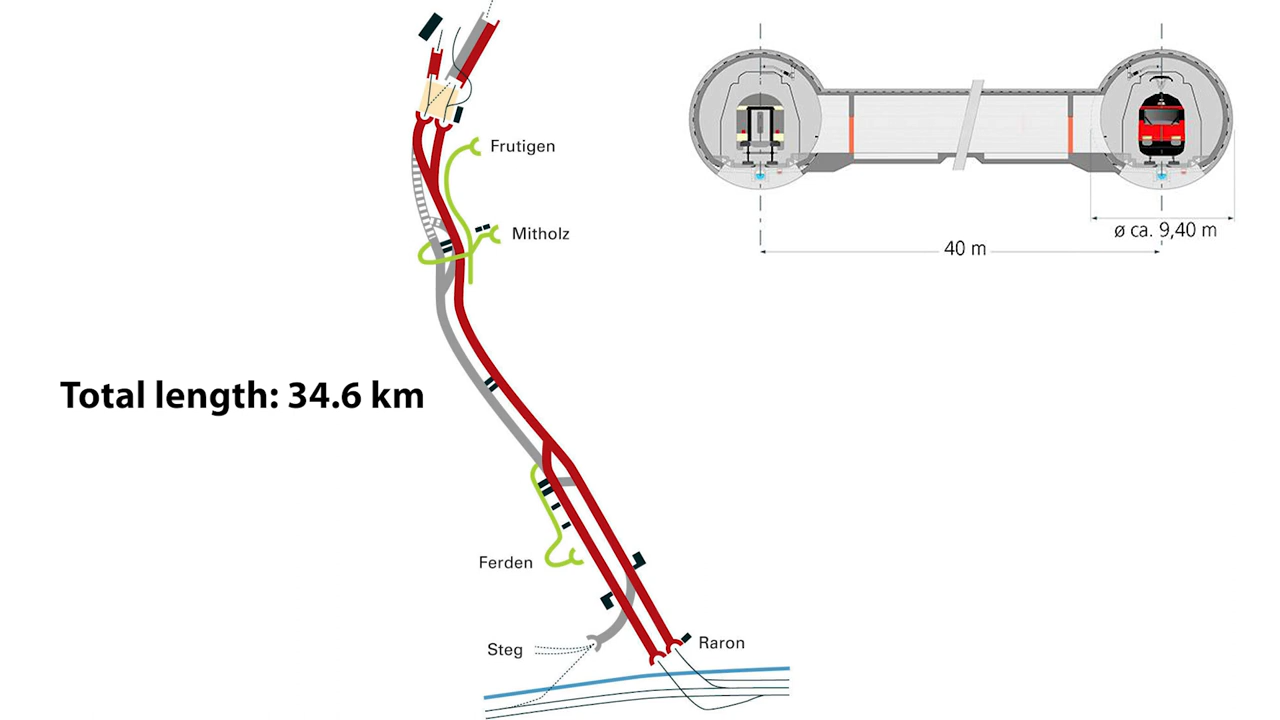 Frutigen
Mitholz
ø ca. 9,40 m
40 m
Total length: 34.6 km
Ferden
Steg
Raron